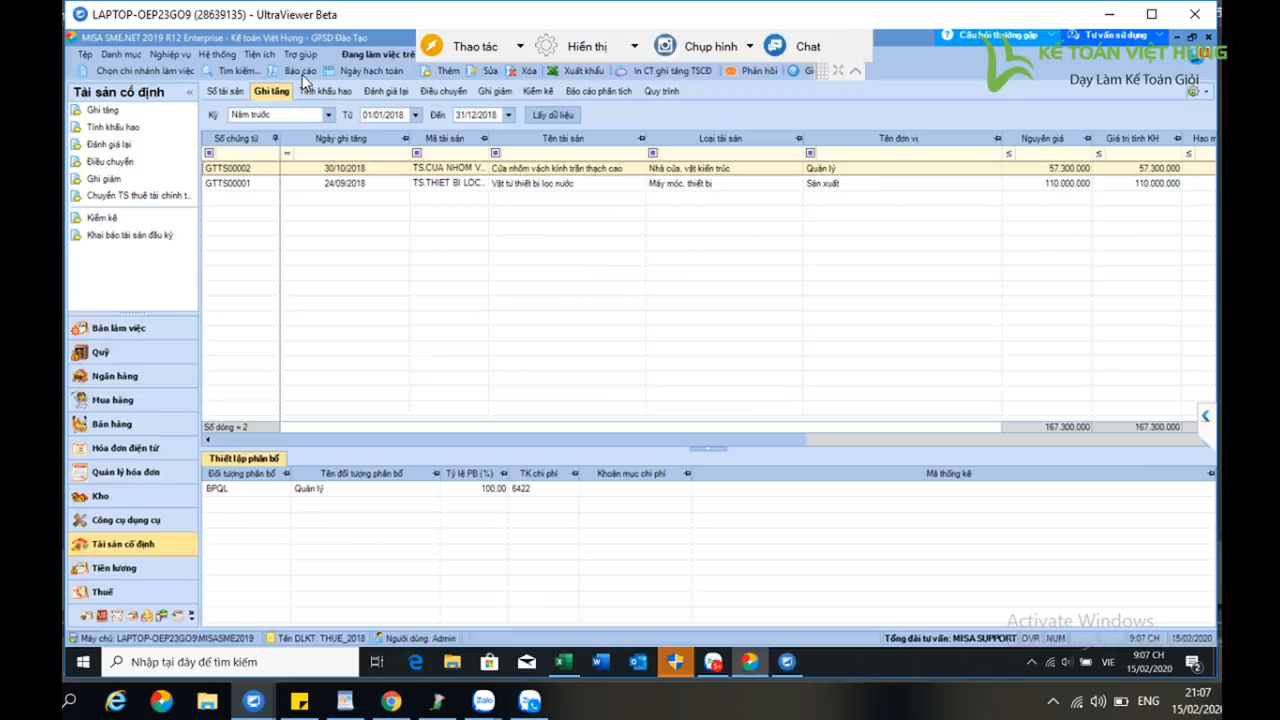 LAPTOP-OEP23GO9 (28639135) - UltraViewer Beta
MISA SME.NET 2019 R12 Enterprise - Kế toán Việt Hưng - GPSD Đào Tạo
Thao tác Hiển thị Chụp hình Chat
Câu hỏi thường gặp Tư vấn sử dụng
KẾ TOÁN VIỆT HƯNG
Dạy Làm Kế Toán Giỏi
Tệp Danh mục Nghiệp vụ Hệ thống Tiện ích Trợ giúp Đang làm việc trê
Chọn chi nhánh làm việc Tìm kiếm... Báo cáo Ngày hạch toán Thêm Sửa Xóa Xuất khẩu In CT ghi tăng TSCĐ Phản hồi Gi
Tài sản cố định
Ghi tăng
Tính khấu hao
Đánh giá lại
Điều chuyển
Ghi giảm
Chuyển TS thuê tài chính t...
Kiểm kê
Khai báo tài sản đầu kỳ
Bàn làm việc
Quỹ
Ngân hàng
Mua hàng
Bán hàng
Hóa đơn điện tử
Quản lý hóa đơn
Kho
Công cụ dụng cụ
Tài sản cố định
Tiền lương
Thuế
Sổ tài sản Ghi tăng Tính khấu hao Đánh giá lại Điều chuyển Ghi giảm Kiểm kê Báo cáo phân tích Quy trình
Kỳ Năm trước Từ 01/01/2018 Đến 31/12/2018 Lấy dữ liệu
Số chứng từ Ngày ghi tăng Mã tài sản Tên tài sản Loại tài sản Tên đơn vị Nguyên giá Giá trị tính KH Hao m
= ≤ ≤ ≤
GTTS00002 30/10/2018 TS.CUA NHOM V... Cửa nhôm vách kính trần thạch cao Nhà cửa, vật kiến trúc Quản lý 57.300.000 57.300.000
GTTS00001 24/09/2018 TS.THIET BI LOC... Vật tư thiết bị lọc nước Máy móc, thiết bị Sản xuất 110.000.000 110.000.000
Số dòng = 2 167.300.000 167.300.000
Thiết lập phân bổ
Đối tượng phân bổ Tên đối tượng phân bổ Tỷ lệ PB (%) TK chi phí Khoản mục chi phí Mã thống kê
BPQL Quản lý 100.00 6422
Activate Windows
Máy chủ: LAPTOP-OEP23GO9\MISASME2019 Tên DLKT: THUE_2018 Người dùng: Admin Tổng đài tư vấn: MISA SUPPORT OVR NUM 9:07 CH 15/02/2020
Nhập tại đây để tìm kiếm
5+
VIE 9:07 CH 15/02/2020 2
Zalo
ENG 21:07
15/02/2020